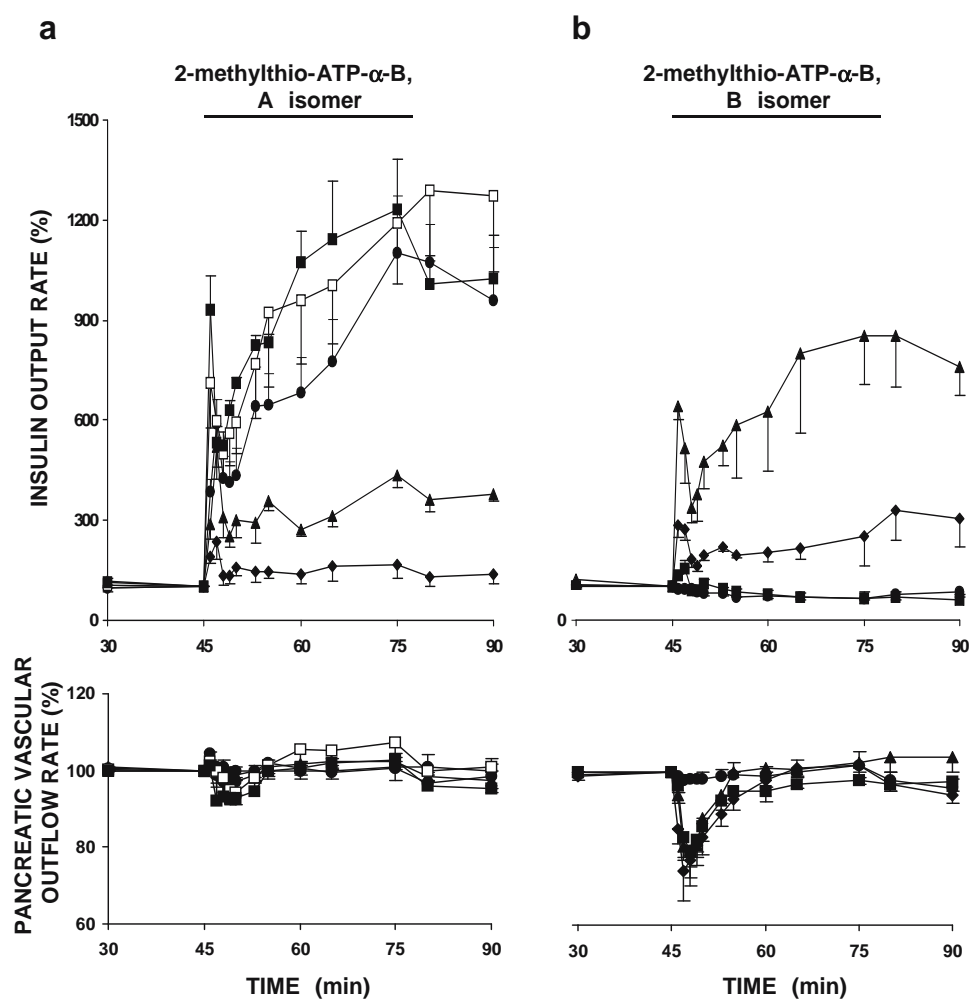 a
b
2-methylthio-ATP-α-B,
A isomer
2-methylthio-ATP-α-B,
B isomer
INSULIN OUTPUT RATE (%)
1500
1200
900
600
300
0
30
45
60
75
90
0
30
45
60
75
90
PANCREATIC VASCULAR
OUTFLOW RATE (%)
120
100
80
60
30
45
60
75
90
30
45
60
75
90
TIME (min)
TIME (min)